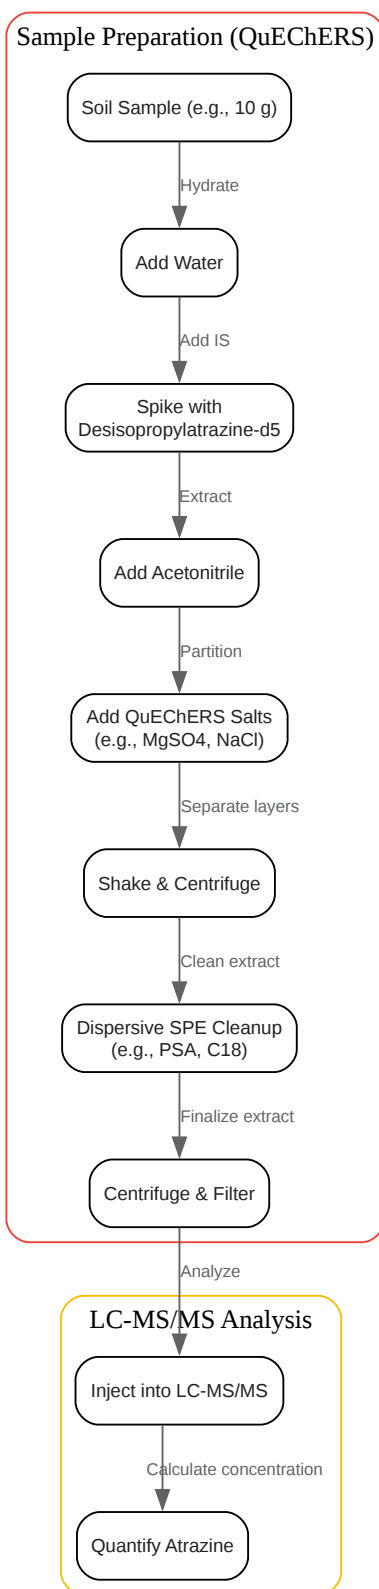 Sample Preparation (QuEChERS)
Soil Sample (e.g., 10 g)
Hydrate
Add Water
Add IS
Spike with
Desisopropylatrazine-d5
Extract
Add Acetonitrile
Partition
Add QuEChERS Salts
(e.g., MgSO4, NaCl)
Separate layers
Shake & Centrifuge
Clean extract
Dispersive SPE Cleanup
(e.g., PSA, C18)
Finalize extract
Centrifuge & Filter
Analyze
LC-MS/MS Analysis
Inject into LC-MS/MS
Calculate concentration
Quantify Atrazine